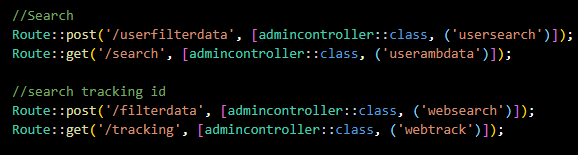 //Search
Route::post('/userfilterdata', [admincontroller::class, ('usersearch')]);
Route::get('/search', [admincontroller::class, ('userambdata')]);
//search tracking id
Route::post('/filterdata', [admincontroller::class, ('websearch')]);
Route::get('/tracking', [admincontroller::class, ('webtrack')]);